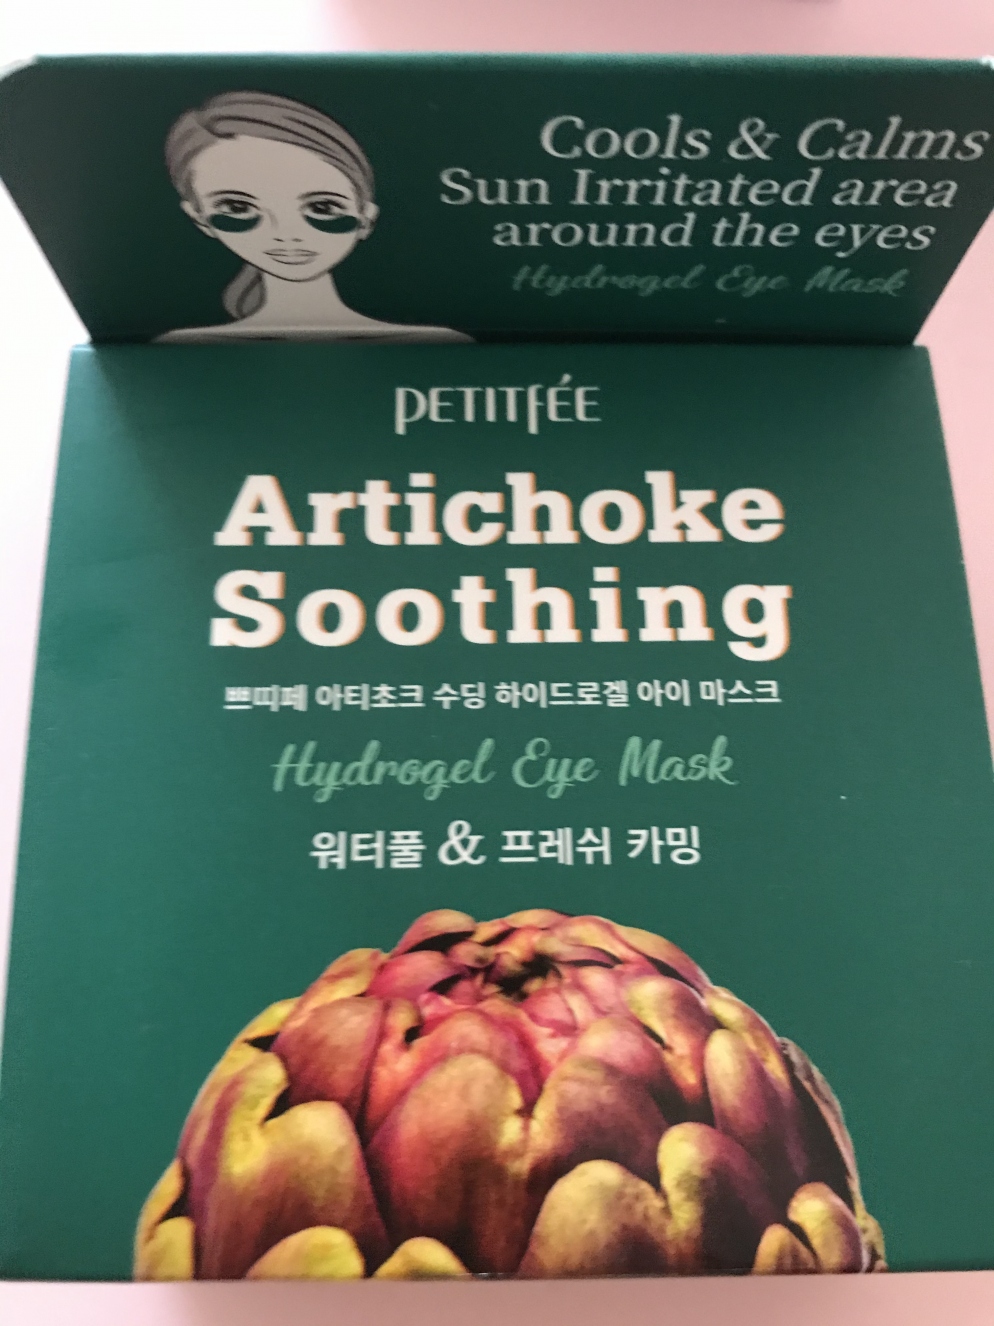 Cools & Calms
Sun Irritated area
around the eyes
Hydrogel Eye Mask
PETITFÉE
Artichoke
Soothing
쁘띠페 아티초크 수딩 하이드로겔 아이 마스크
Hydrogel Eye Mask
워터풀 & 프레쉬 카밍